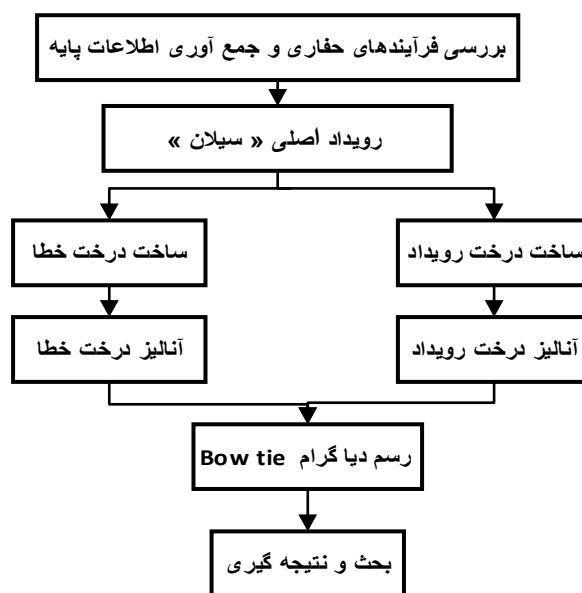 بررسی فرآیندهای حفاری و جمع آوری اطلاعات پایه
رویداد اصلی « سیلان »
ساخت درخت رویداد
ساخت درخت خطا
آنالیز درخت رویداد
آنالیز درخت خطا
رسم دیا گرام Bow tie
بحث و نتیجه گیری